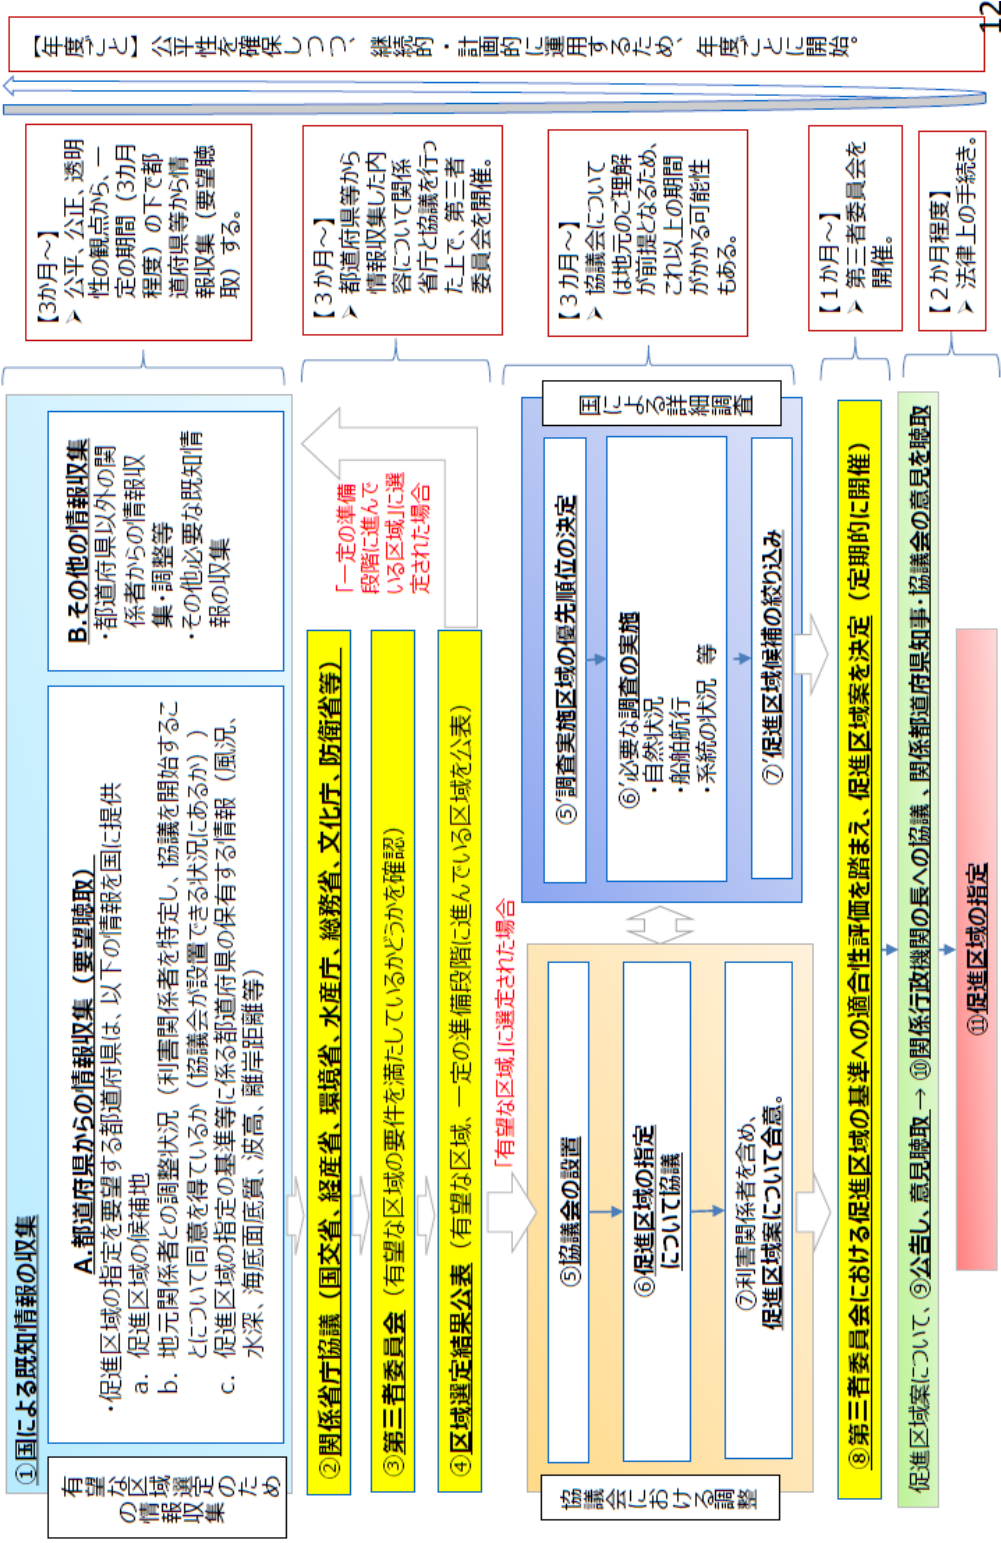 ①国による既知情報の収集
有望な区域選定のため
の情報収集
A.都道府県からの情報収集（要望聴取）
・促進区域の指定を要望する都道府県は、以下の情報を国に提供
a. 促進区域の候補地
b. 地元関係者との調整状況（利害関係者を特定し、協議を開始するこ
とについて同意を得ているか（協議会が設置できる状況にあるか））
c. 促進区域の指定の基準等に係る都道府県の保有する情報（風況、
水深、海底面底質、波高、離岸距離等）
B.その他の情報収集
・都道府県以外の関
係者からの情報収
集・調整等
・その他必要な既知情
報の収集
【3か月～】
➢ 公平、公正、透明
性の観点から、一
定の期間（3カ月
程度）の下で都
道府県等から情
報収集（要望聴
取）する。
②関係省庁協議（国交省、経産省、環境省、水産庁、総務省、文化庁、防衛省等）
③第三者委員会（有望な区域の要件を満たしているかどうかを確認）
④区域選定結果公表（有望な区域、一定の準備段階に進んでいる区域を公表）
「一定の準備
段階に進んで
いる区域」に選
定された場合
【３か月～】
➢ 都道府県等から
情報収集した内
容について関係
省庁と協議を行っ
た上で、第三者
委員会を開催。
「有望な区域」に選定された場合
協議会における調整
⑤協議会の設置
⑥促進区域の指定
について協議
⑦利害関係者を含め、
促進区域案について合意。
国による詳細調査
⑤’調査実施区域の優先順位の決定
⑥’必要な調査の実施
・自然状況
・船舶航行
・系統の状況 等
⑦’促進区域候補の絞り込み
【３カ月～】
➢ 協議会について
は地元のご理解
が前提となるため、
これ以上の期間
がかかる可能性
もある。
⑧第三者委員会における促進区域の基準への適合性評価を踏まえ、促進区域案を決定（定期的に開催）
【１か月～】
➢ 第三者委員会を
開催。
促進区域案について、⑨公告し、意見聴取 → ⑩関係行政機関の長への協議、関係都道府県知事・協議会の意見を聴取
【２か月程度】
➢ 法律上の手続き。
⑪促進区域の指定
【年度ごと】公平性を確保しつつ、継続的・計画的に運用するため、年度ごとに開始。
12